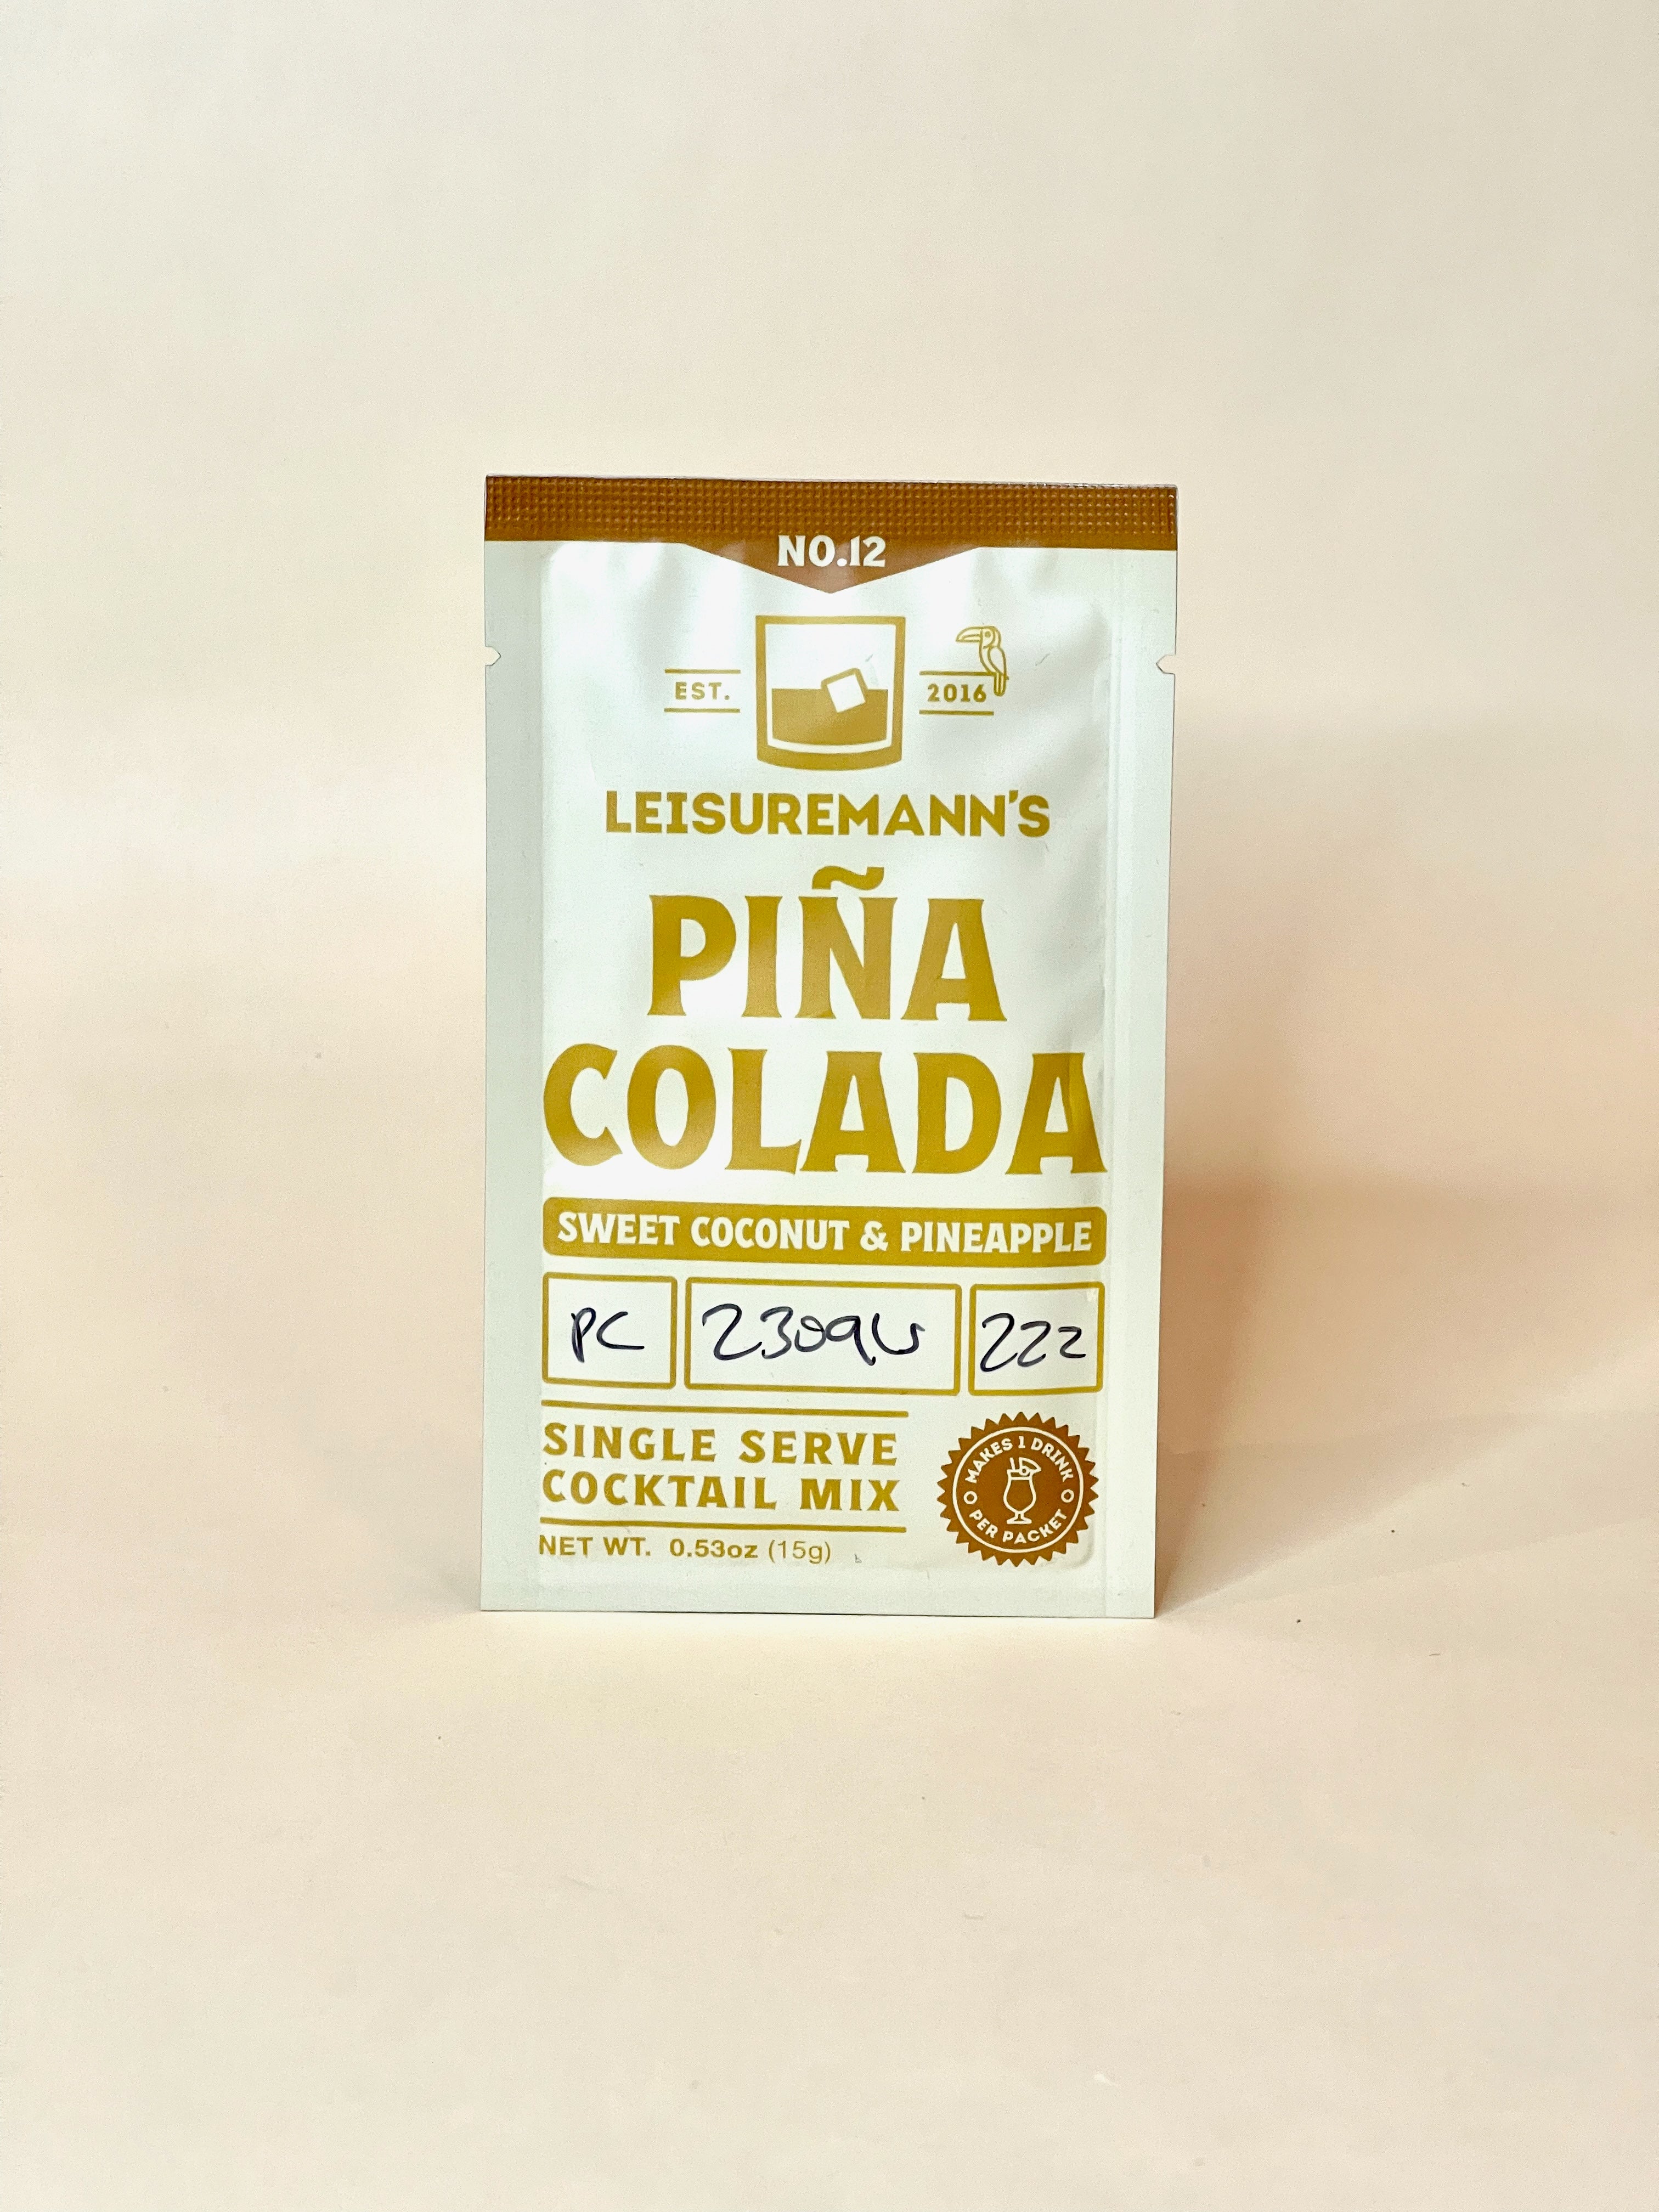 NO.12
EST. 2016
LEISUREMANN'S
PIÑA
COLADA
SWEET COCONUT & PINEAPPLE
PC 222
SINGLE SERVE
COCKTAIL MIX
MAKES 1 DRINK
PER PACKET
NET WT. 0.53oz (15g)